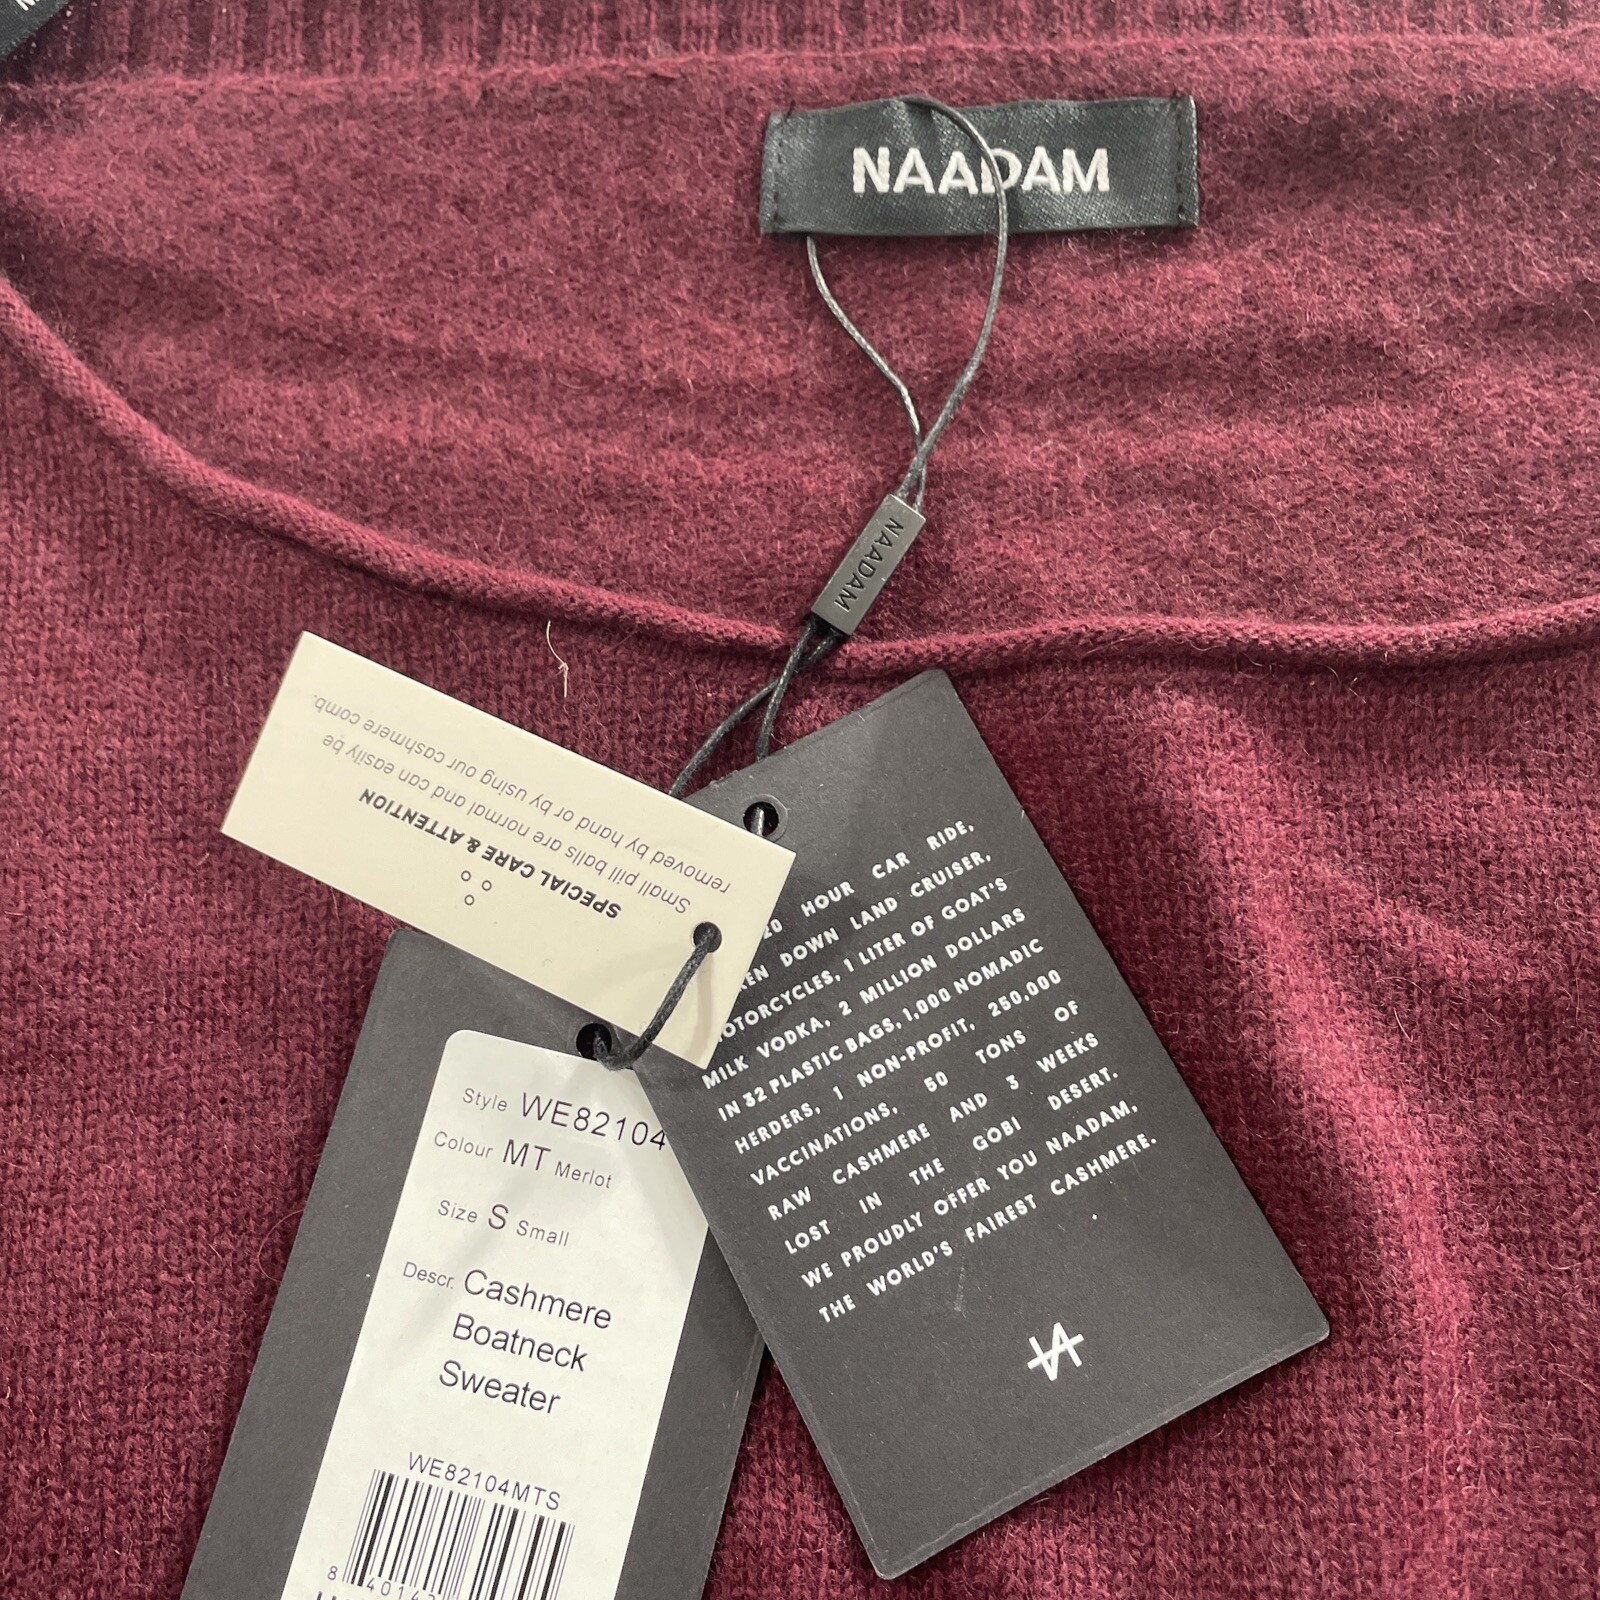 NAADAM
NAADAM
SPECIAL CARE & ATTENTION
Small pill balls are normal and can easily be
removed by hand or by using our cashmere comb.
HOUR CAR RIDE,
DOWN LAND CRUISER,
1 LITER OF GOAT'S
MILK VODKA, 2 MILLION DOLLARS
IN 32 PLASTIC BAGS, 1,000 NOMADIC
HERDERS, 1 NON-PROFIT, 250,000
VACCINATIONS, 50 TONS OF
RAW CASHMERE AND 3 WEEKS
LOST IN THE GOBI DESERT.
WE PROUDLY OFFER YOU NAADAM,
THE WORLD'S FAIREST CASHMERE.
Style WE82104
Colour MT Merlot
Size S Small
Descr. Cashmere
Boatneck
Sweater
WE82104MTS